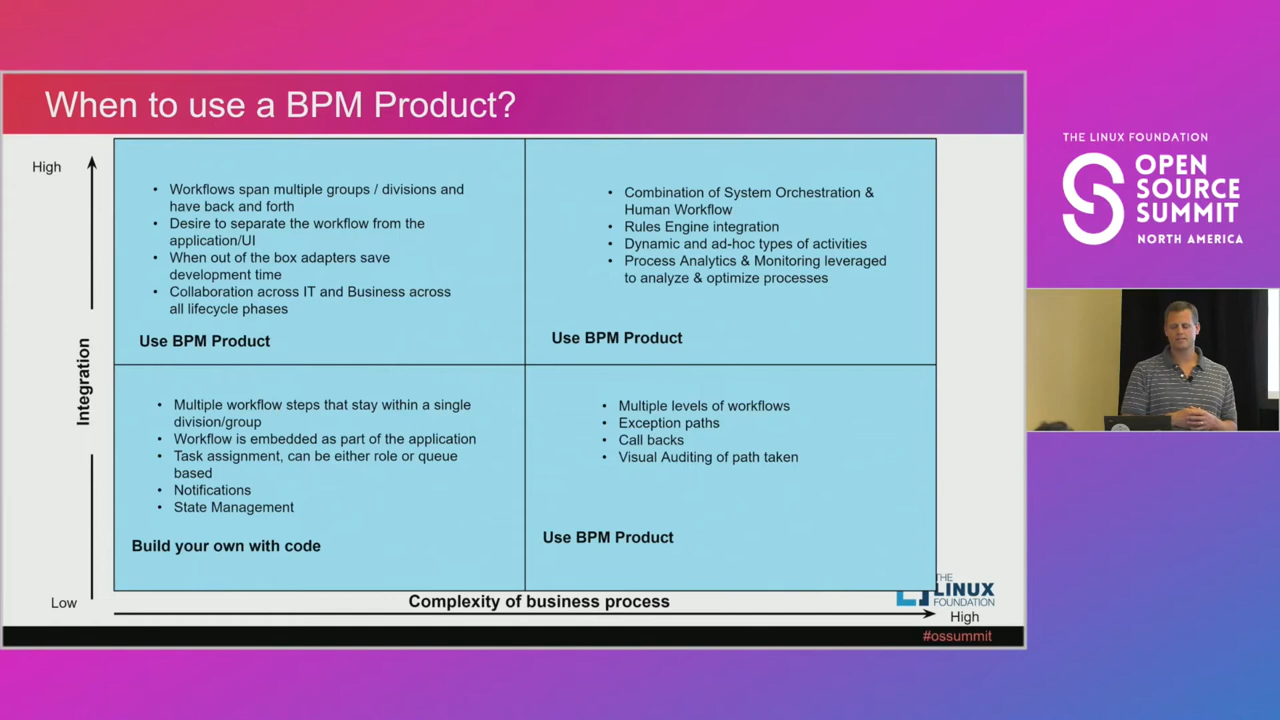 When to use a BPM Product?
High
• Workflows span multiple groups / divisions and
have back and forth
• Desire to separate the workflow from the
application/UI
• When out of the box adapters save
development time
• Collaboration across IT and Business across
all lifecycle phases
Use BPM Product
• Combination of System Orchestration &
Human Workflow
• Rules Engine integration
• Dynamic and ad-hoc types of activities
• Process Analytics & Monitoring leveraged
to analyze & optimize processes
Use BPM Product
Integration
• Multiple workflow steps that stay within a single
division/group
• Workflow is embedded as part of the application
• Task assignment, can be either role or queue
based
• Notifications
• State Management
Build your own with code
• Multiple levels of workflows
• Exception paths
• Call backs
• Visual Auditing of path taken
Use BPM Product
Low
Complexity of business process
High
THE
LINUX
FOUNDATION
#ossummit
THE LINUX FOUNDATION
OPEN
SOURCE
SUMMIT
NORTH AMERICA